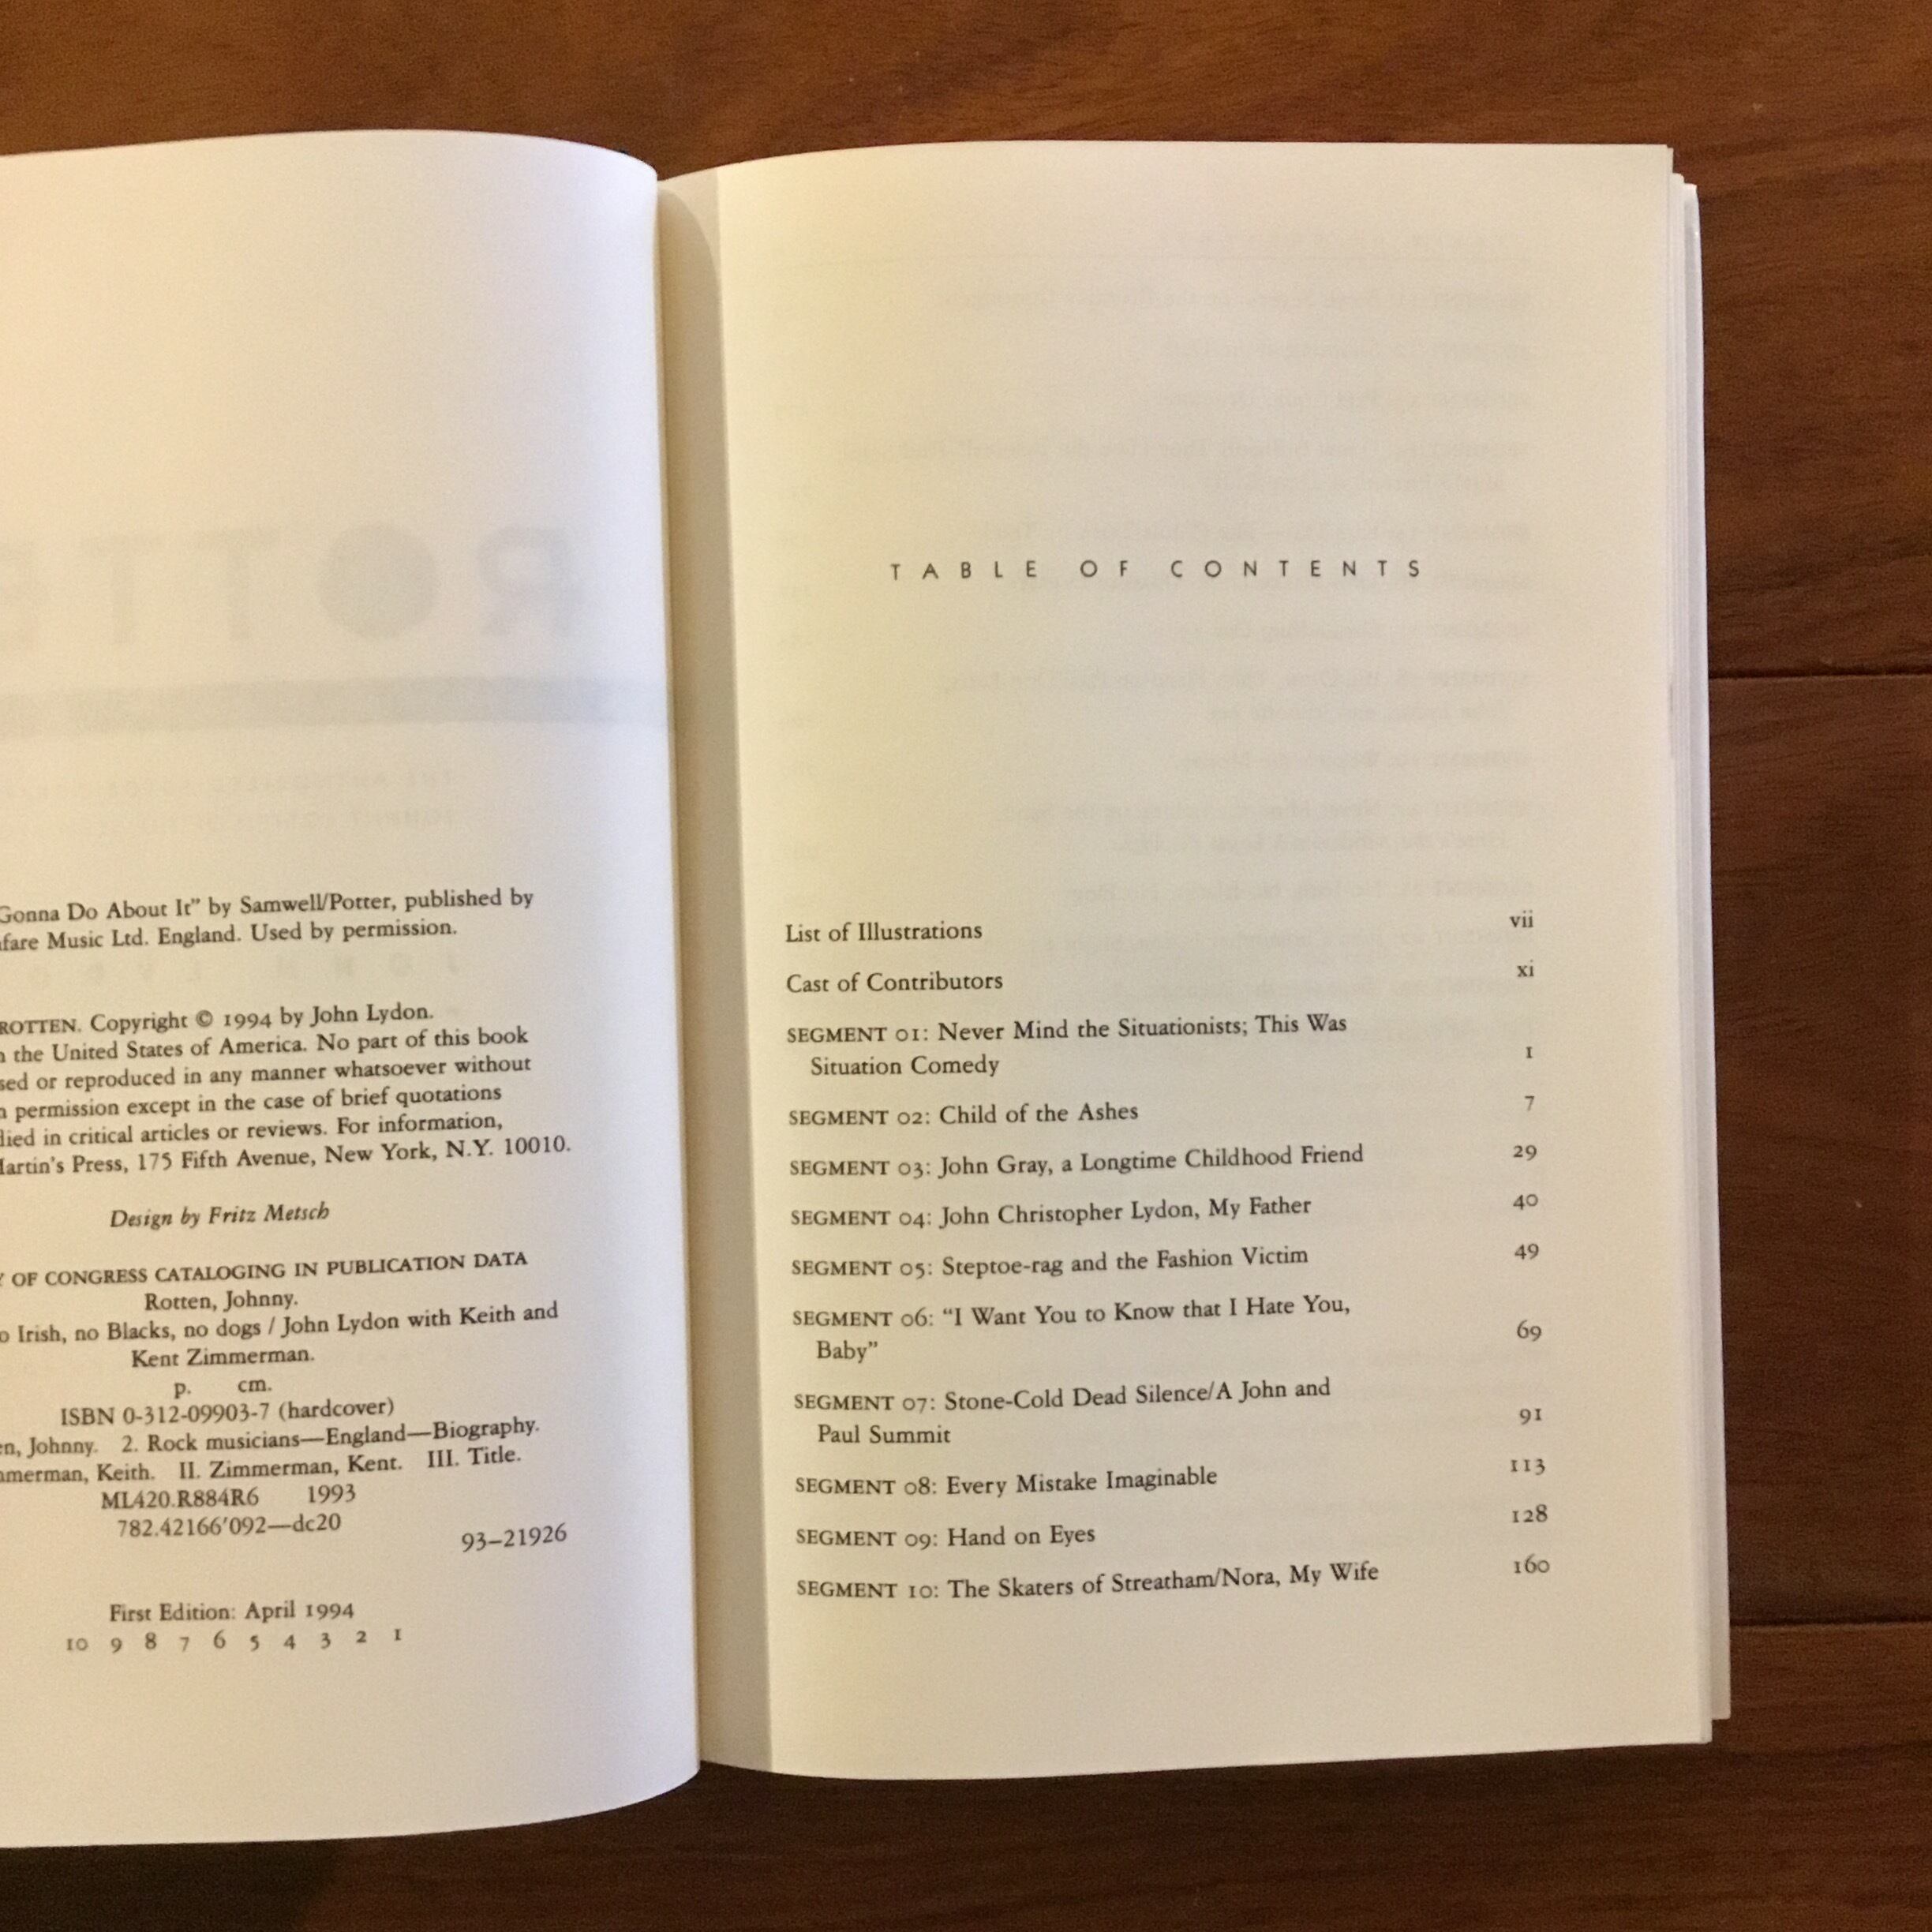 Gonna Do About It” by Samwell/Potter, published by
Music Ltd. England. Used by permission.
ROTTEN. Copyright © 1994 by John Lydon.
the United States of America. No part of this book
or reproduced in any manner whatsoever without
permission except in the case of brief quotations
in critical articles or reviews. For information,
Press, 175 Fifth Avenue, New York, N.Y. 10010.
Design by Fritz Metsch
OF CONGRESS CATALOGING IN PUBLICATION DATA
Rotten, Johnny.
Irish, no Blacks, no dogs / John Lydon with Keith and
Kent Zimmerman.
p. cm.
ISBN 0-312-09903-7 (hardcover)
Johnny. 2. Rock musicians—England—Biography.
Keith. II. Zimmerman, Kent. III. Title.
ML420.R884R6 1993
782.42166′092—dc20
93–21926
First Edition: April 1994
10 9 8 7 6 5 4 3 2 1
TABLE OF CONTENTS
List of Illustrations vii
Cast of Contributors xi
SEGMENT 01: Never Mind the Situationists; This Was
Situation Comedy 1
SEGMENT 02: Child of the Ashes 7
SEGMENT 03: John Gray, a Longtime Childhood Friend 29
SEGMENT 04: John Christopher Lydon, My Father 40
SEGMENT 05: Steptoe-rag and the Fashion Victim 49
SEGMENT 06: “I Want You to Know that I Hate You,
Baby” 69
SEGMENT 07: Stone-Cold Dead Silence/A John and
Paul Summit 91
SEGMENT 08: Every Mistake Imaginable 113
SEGMENT 09: Hand on Eyes 128
SEGMENT 10: The Skaters of Streatham/Nora, My Wife 160